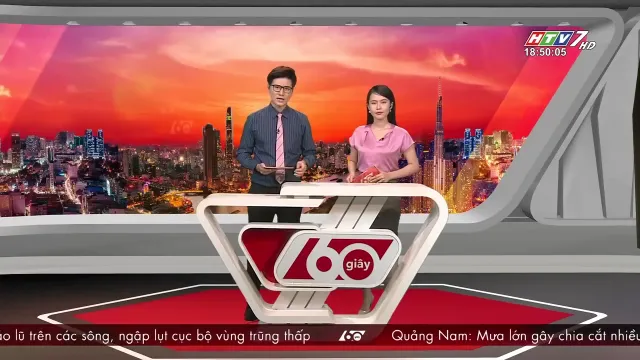 HTV7 HD
18:50:05
60 giây
ao lũ trên các sông, ngập lụt cục bộ vùng trũng thấp 60 Quảng Nam: Mưa lớn gây chia cắt nhiều